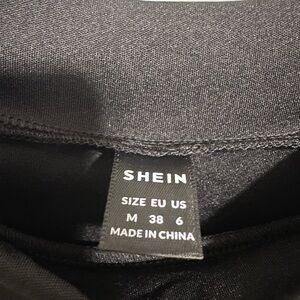 SHEIN
SIZE EU US
M 38 6
MADE IN CHINA